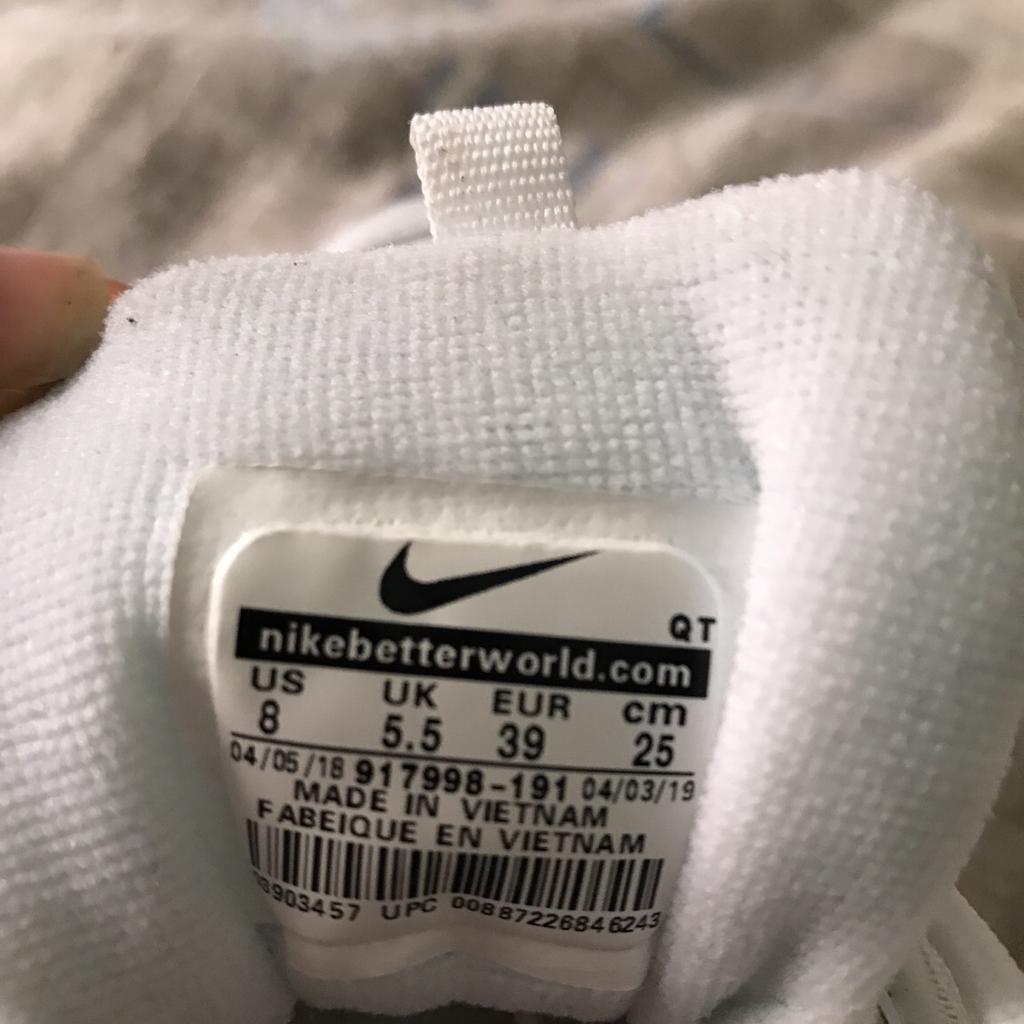 QT
nikebetterworld.com
US UK EUR cm
8 5.5 39 25
04/05/18 917998-191 04/03/19
MADE IN VIETNAM
FABEIQUE EN VIETNAM
903457 UPC 00887226846243